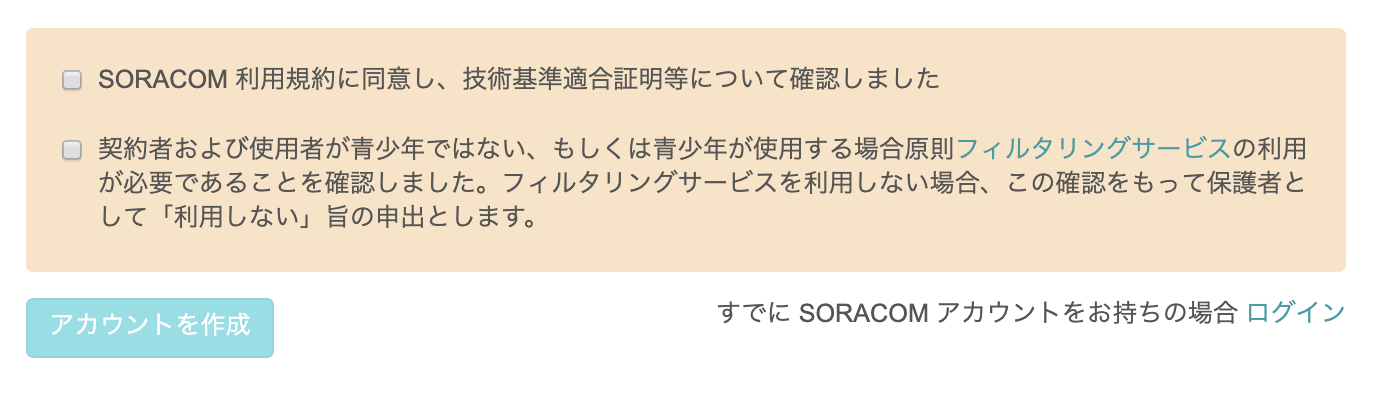 SORACOM 利用規約に同意し、技術基準適合証明等について確認しました
契約者および使用者が青少年ではない、もしくは青少年が使用する場合原則フィルタリングサービスの利用
が必要であることを確認しました。フィルタリングサービスを利用しない場合、この確認をもって保護者と
して「利用しない」旨の申出とします。
アカウントを作成
すでに SORACOM アカウントをお持ちの場合 ログイン